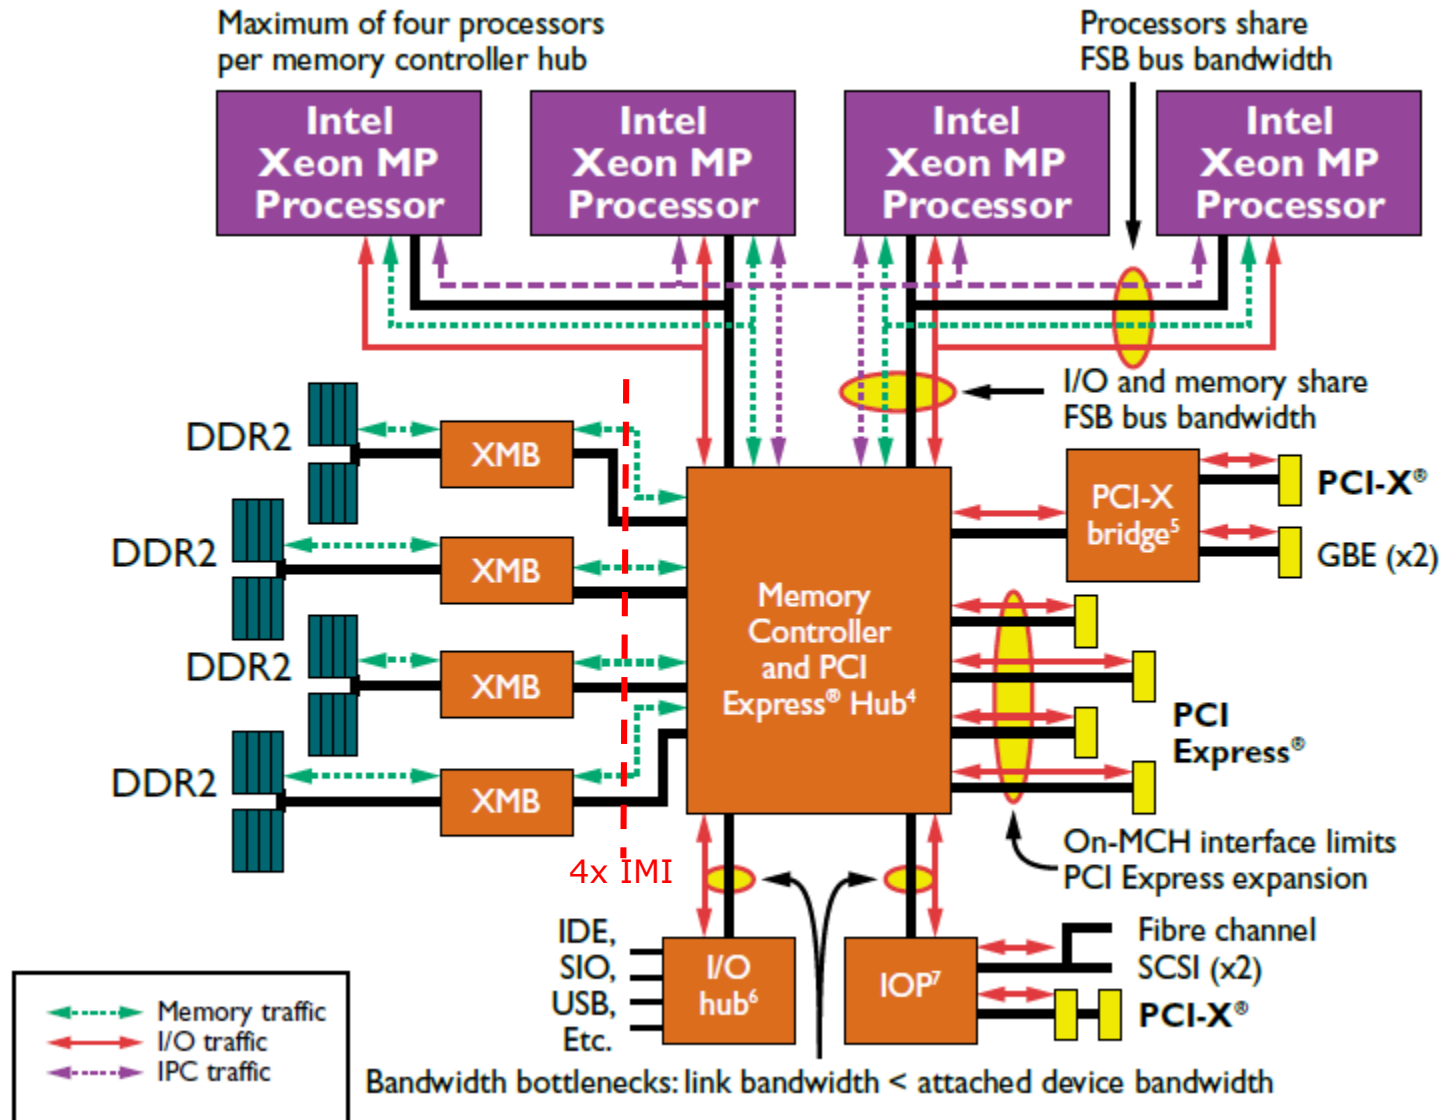 Maximum of four processors
per memory controller hub
Processors share
FSB bus bandwidth
Intel
Xeon MP
Processor
Intel
Xeon MP
Processor
Intel
Xeon MP
Processor
Intel
Xeon MP
Processor
I/O and memory share
FSB bus bandwidth
DDR2
XMB
DDR2
XMB
DDR2
XMB
DDR2
XMB
4x IMI
Memory
Controller
and PCI
Express® Hub⁴
PCI-X
bridge⁵
PCI-X®
GBE (x2)
PCI
Express®
On-MCH interface limits
PCI Express expansion
IDE,
SIO,
USB,
Etc.
I/O
hub⁶
IOP⁷
Fibre channel
SCSI (x2)
PCI-X®
Memory traffic
I/O traffic
IPC traffic
Bandwidth bottlenecks: link bandwidth < attached device bandwidth